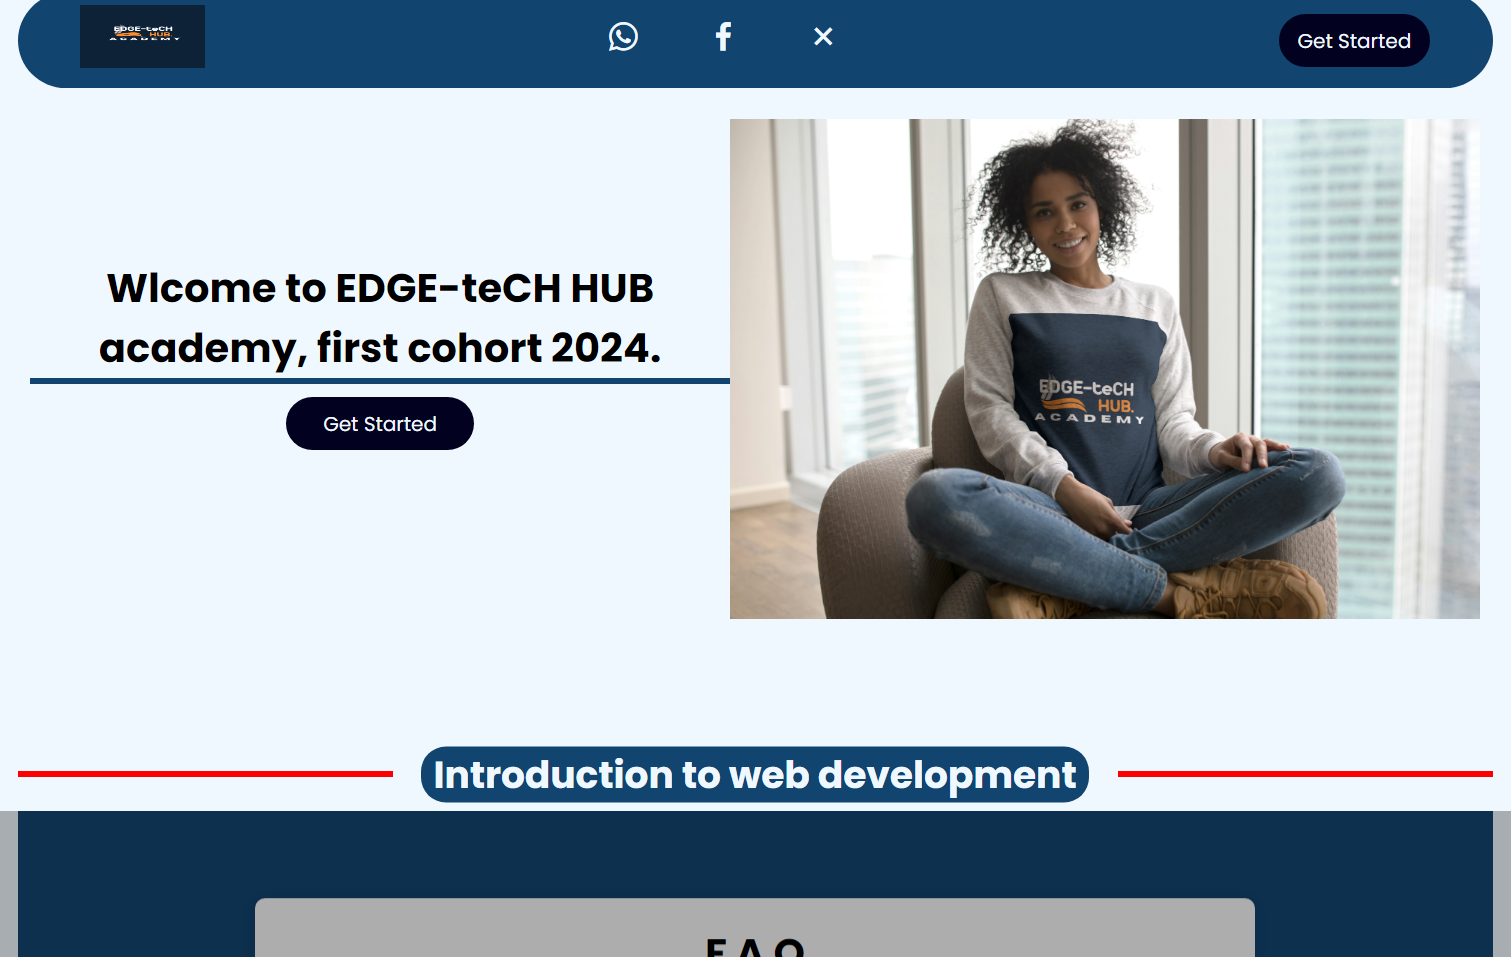 EDGE-teCH
HUB.
ACADEMY
Get Started
Wlcome to EDGE-teCH HUB
academy, first cohort 2024.
Get Started
EDGE-teCH
HUB.
ACADEMY
Introduction to web development
F A Q